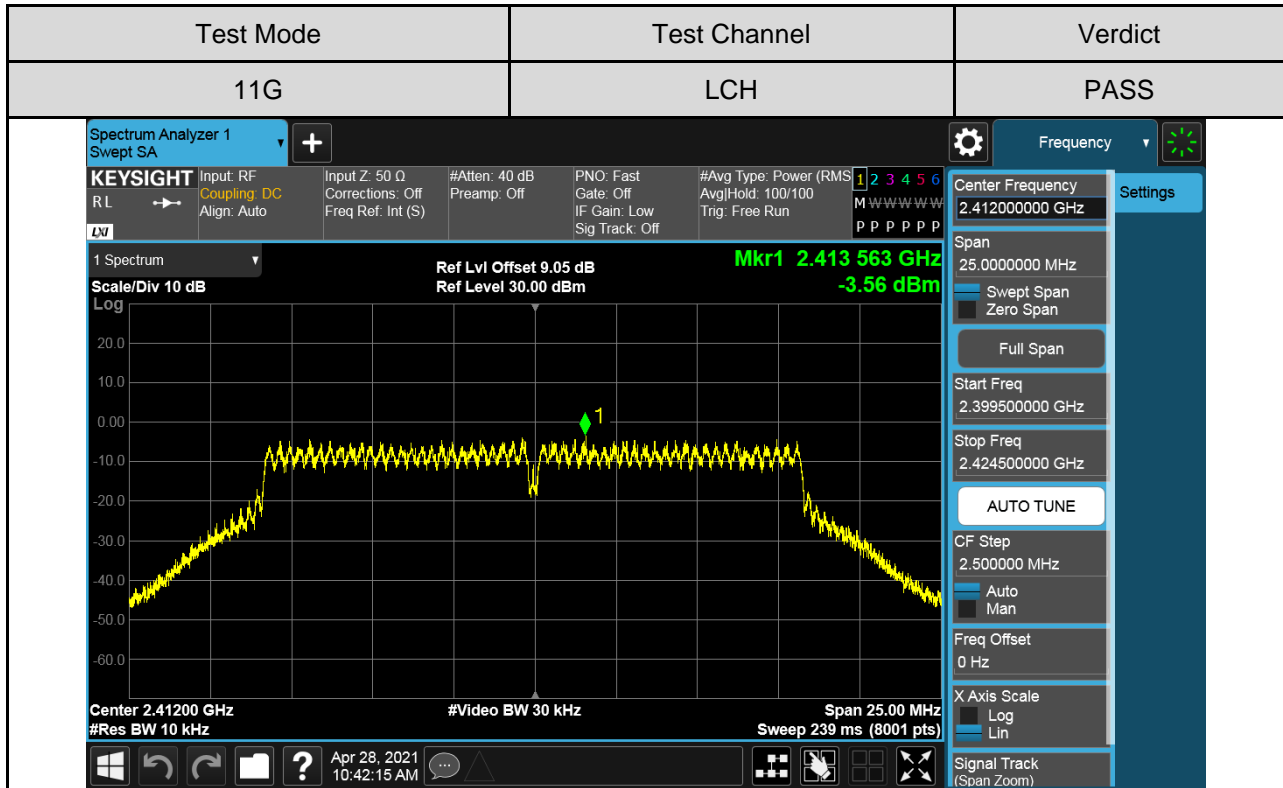 Test Mode Test Channel Verdict
11G LCH PASS
Spectrum Analyzer 1
Swept SA
+
Frequency
KEYSIGHT
R L
LXI
Input: RF
Coupling: DC
Align: Auto
Input Z: 50 Ω
Corrections: Off
Freq Ref: Int (S)
#Atten: 40 dB
Preamp: Off
PNO: Fast
Gate: Off
IF Gain: Low
Sig Track: Off
#Avg Type: Power (RMS
Avg|Hold: 100/100
Trig: Free Run
1 2 3 4 5 6
M W W W W W
P P P P P P
1 Spectrum
Scale/Div 10 dB
Log
Ref Lvl Offset 9.05 dB
Ref Level 30.00 dBm
Mkr1 2.413 563 GHz
-3.56 dBm
20.0
10.0
0.00
-10.0
-20.0
-30.0
-40.0
-50.0
-60.0
1
Center 2.41200 GHz
#Res BW 10 kHz
#Video BW 30 kHz
Span 25.00 MHz
Sweep 239 ms (8001 pts)
Center Frequency
2.412000000 GHz
Settings
Span
25.0000000 MHz
Swept Span
Zero Span
Full Span
Start Freq
2.399500000 GHz
Stop Freq
2.424500000 GHz
AUTO TUNE
CF Step
2.500000 MHz
Auto
Man
Freq Offset
0 Hz
X Axis Scale
Log
Lin
Signal Track
(Span Zoom)
?
Apr 28, 2021
10:42:15 AM